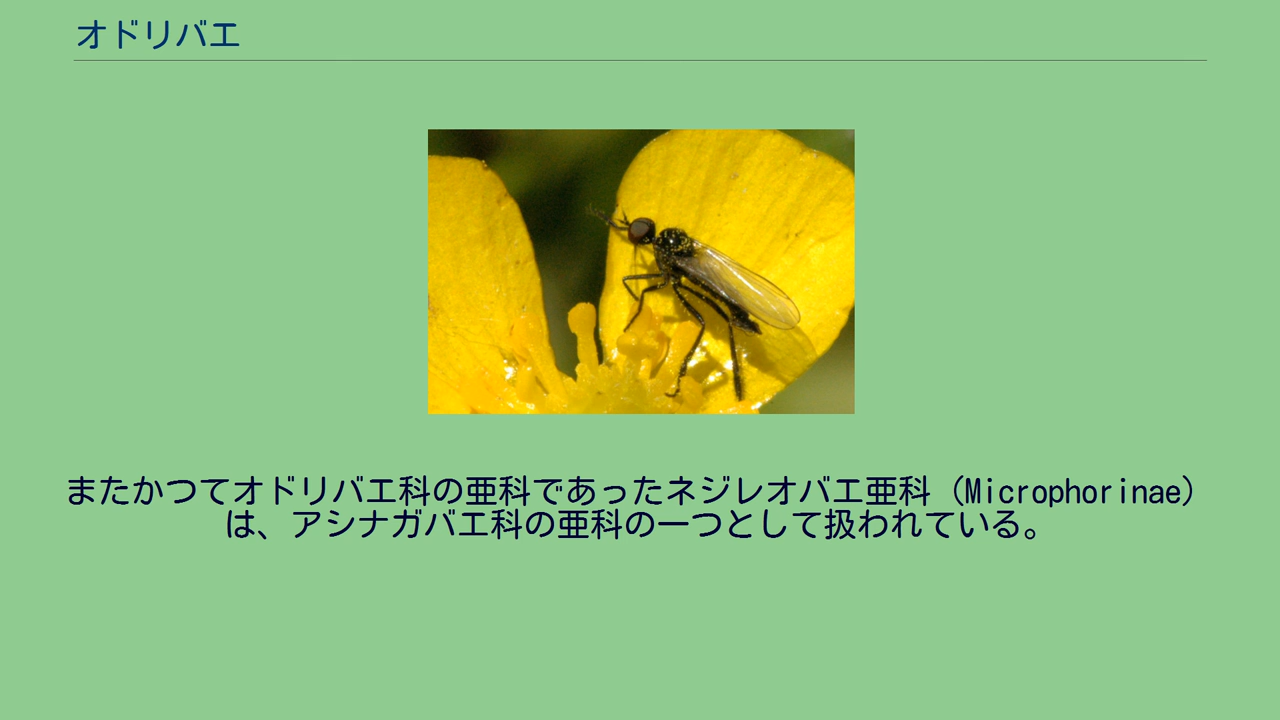 オドリバエ
またかつてオドリバエ科の亜科であったネジレオバエ亜科（Microphorinae）
は、アシナガバエ科の亜科の一つとして扱われている。